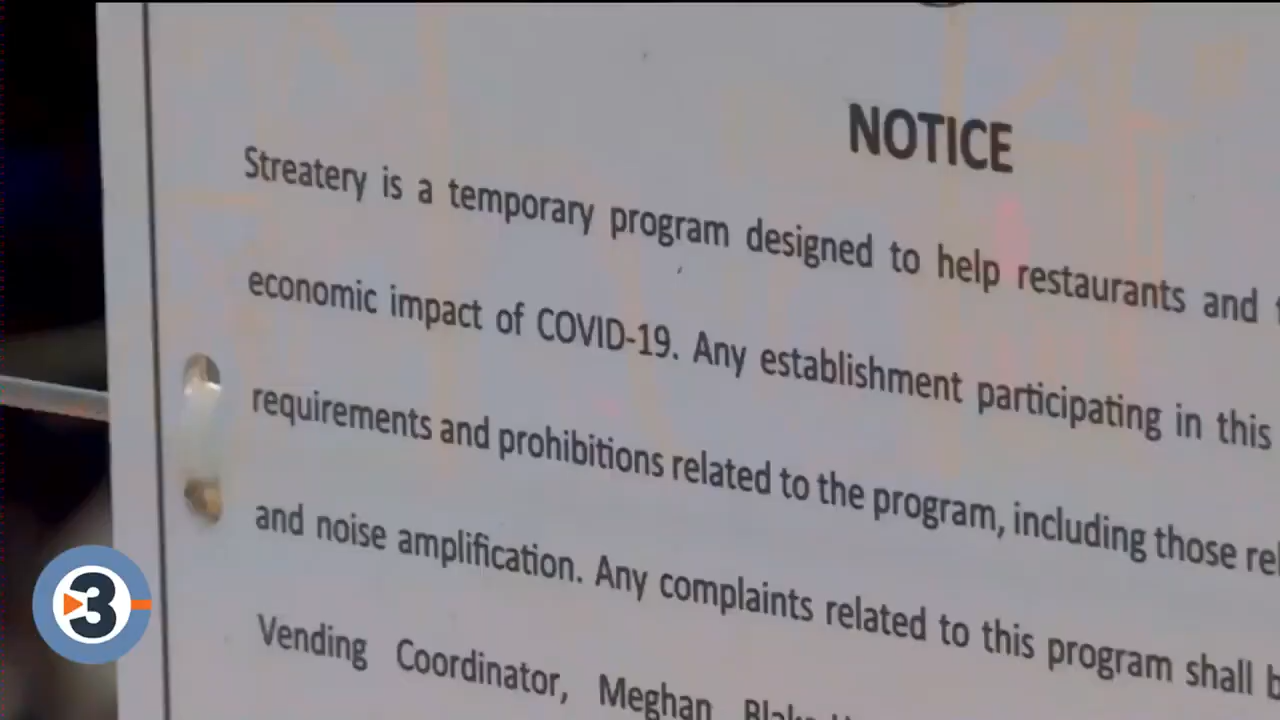 NOTICE
Streatery is a temporary program designed to help restaurants and
economic impact of COVID-19. Any establishment participating in this
requirements and prohibitions related to the program, including those
and noise amplification. Any complaints related to this program shall
Vending Coordinator, Meghan
3